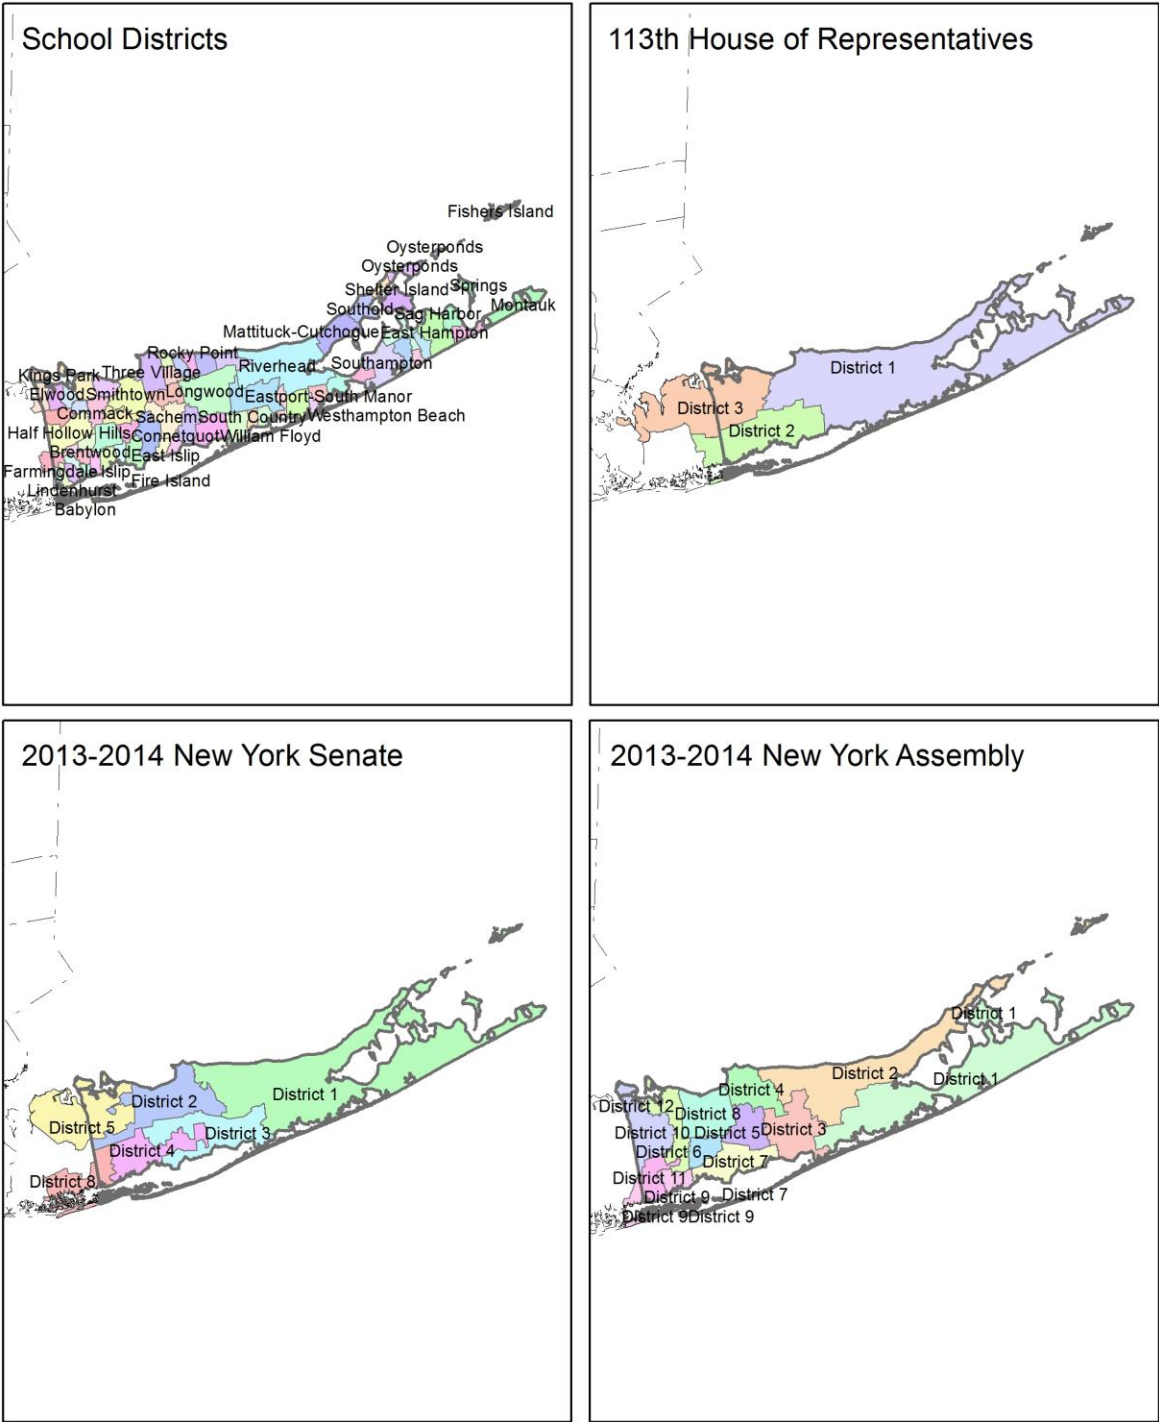 School Districts
Fishers Island
Oysterponds
Oysterponds
Shelter Island
Springs
Southold
Sag Harbor
Montauk
Mattituck-Cutchogue
East Hampton
Rocky Point
Kings Park
Three Village
Riverhead
Southampton
Elwood
Smithtown
Longwood
Eastport-South Manor
Commack
Sachem
South Country
Westhampton Beach
Half Hollow Hills
Connetquot
William Floyd
Brentwood
East Islip
Farmingdale
Islip
Fire Island
Lindenhurst
Babylon
113th House of Representatives
District 1
District 3
District 2
2013-2014 New York Senate
District 1
District 2
District 5
District 3
District 4
District 8
2013-2014 New York Assembly
District 1
District 2
District 1
District 4
District 12
District 8
District 10
District 5
District 3
District 6
District 7
District 11
District 9
District 7
District 9
District 9